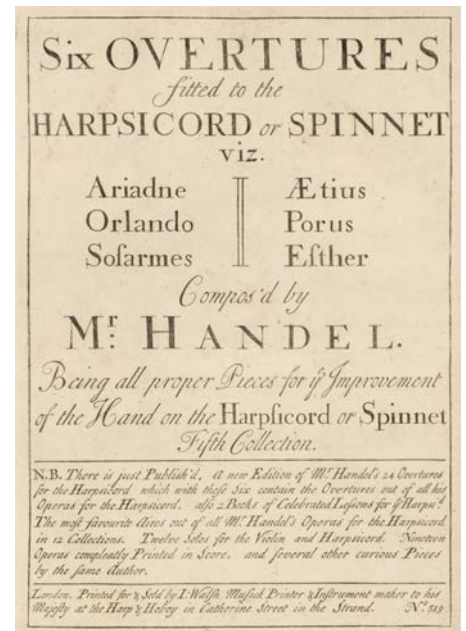 Six OVERTURES
fitted to the
HARPSICORD or SPINNET
viz.
Ariadne Ætius
Orlando Porus
Soſarmes Eſther
Compos'd by
Mr. HANDEL.
Being all proper Pieces for yͤ Improvement
of the Hand on the Harpſicord or Spinnet
Fifth Collection.
N.B. There is just Publish'd, a new Edition of Mr. Handel's 24 Overtures
for the Harpsicord which with these Six contain the Overtures out of all his
Operas for the Harpsicord. also 2 Books of Celebrated Leſsons for yͤ Harpsd.
The most favourite Aires out of all Mr. Handel's Operas for the Harpsicord
in 12 Collections. Twelve Solos for the Violin and Harpsicord. Nineteen
Operas compleatly Printed in Score. and several other curious Pieces
by the same Author.
London. Printed for & Sold by I. Walsh Musick Printer & Instrument maker to his
Majesty at the Harp & Hoboy in Catherine Street in the Strand. No. 519